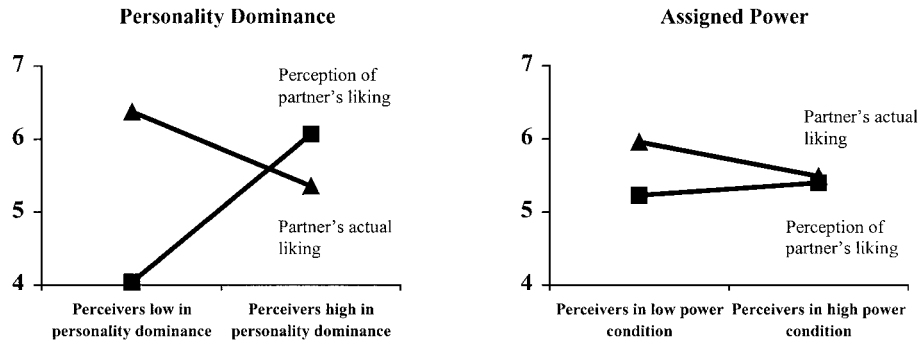 Personality Dominance
7
6
5
4
Perception of
partner's liking
Partner's actual
liking
Perceivers low in
personality dominance
Perceivers high in
personality dominance
Assigned Power
7
6
5
4
Partner's actual
liking
Perception of
partner's liking
Perceivers in low power
condition
Perceivers in high power
condition